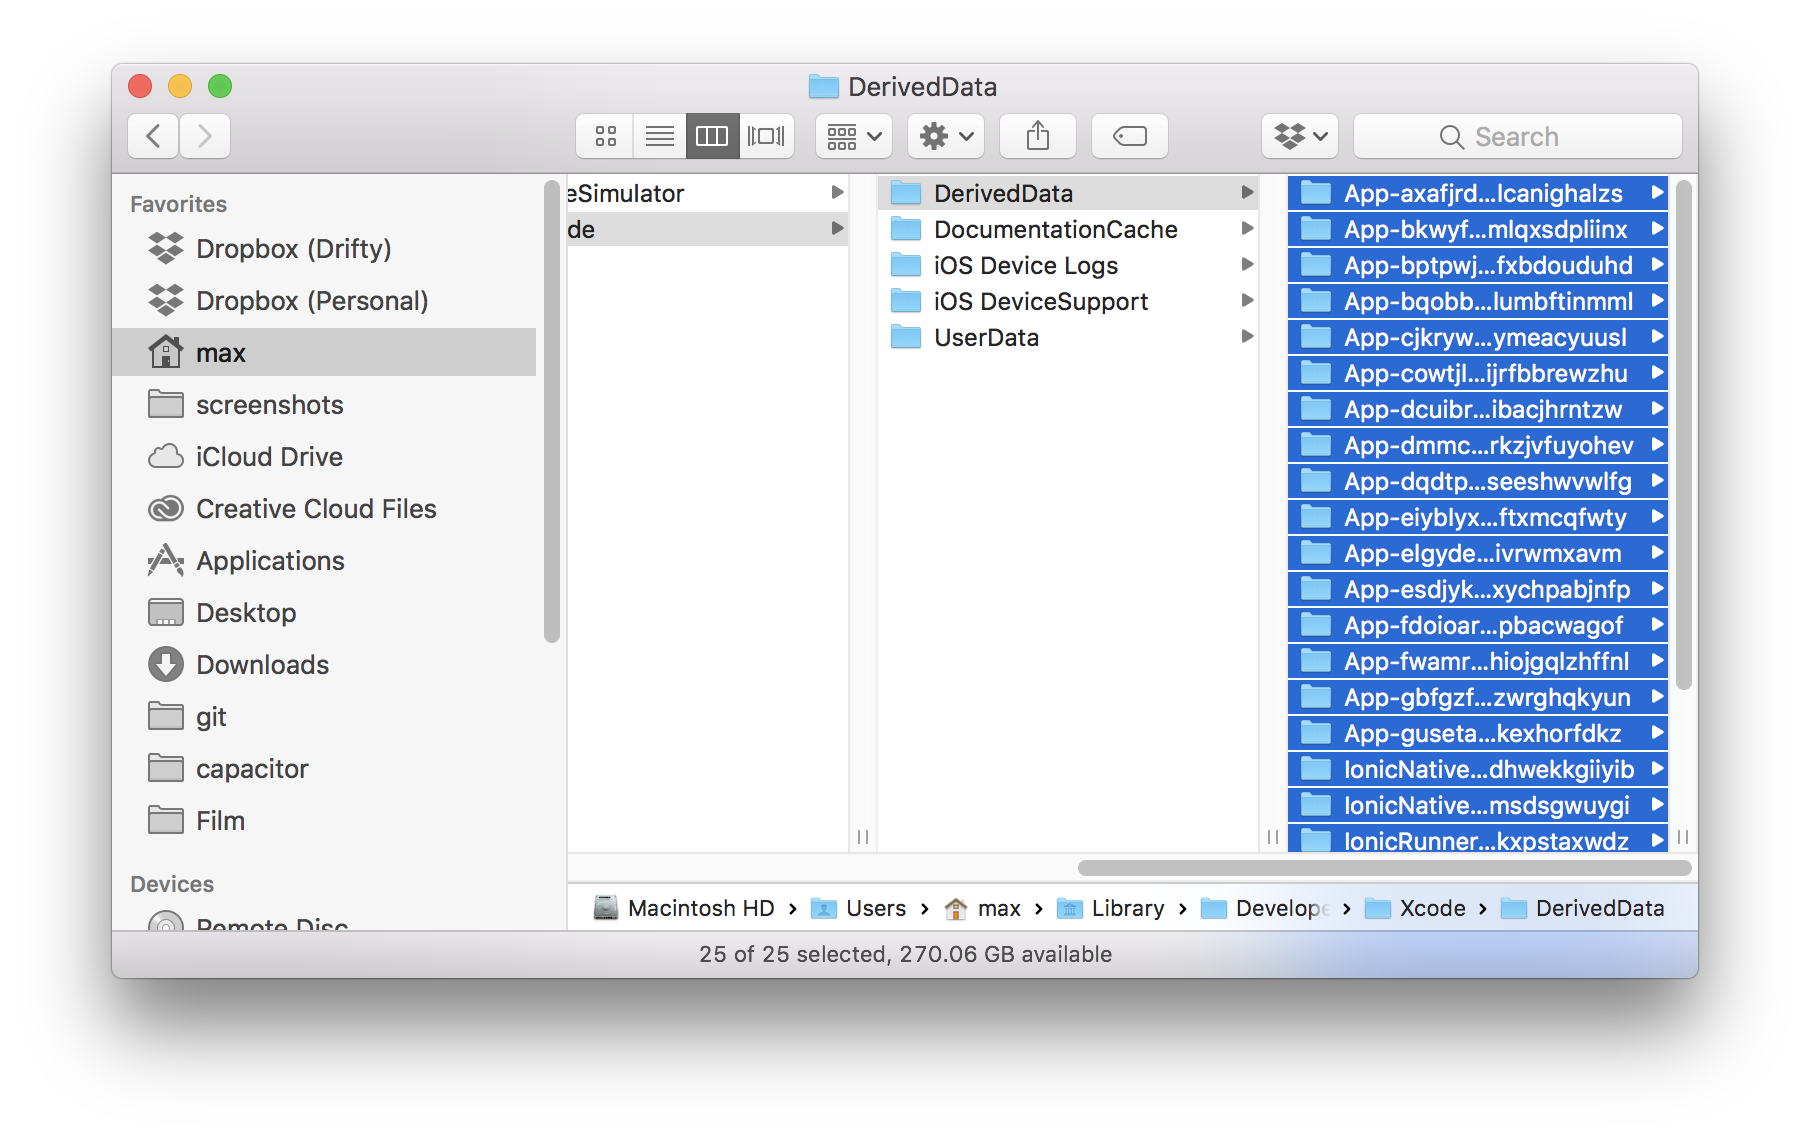 DerivedData
Search
Favorites
Dropbox (Drifty)
Dropbox (Personal)
max
screenshots
iCloud Drive
Creative Cloud Files
Applications
Desktop
Downloads
git
capacitor
Film
Devices
Remote Disc
eSimulator
de
DerivedData
DocumentationCache
iOS Device Logs
iOS DeviceSupport
UserData
App-axafjrd...lcanighalzs
App-bkwyf...mlqxsdpliinx
App-bptpwj...fxbdouduhd
App-bqobb...lumbftinmml
App-cjkryw...ymeacyuusl
App-cowtjl...ijrfbbrewzhu
App-dcuibr...ibacjhrntzw
App-dmmc...rkzjvfuyohev
App-dqdtp...seeshwvwlfg
App-eiyblyx...ftxmcqfwty
App-elgyde...ivrwmxavm
App-esdjyk...xychpabjnfp
App-fdoioar...pbacwagof
App-fwamr...hiojgqlzhffnl
App-gbfgzf...zwrghqkyun
App-guseta...kexhorfdkz
IonicNative...dhwekkgiiyib
IonicNative...msdsgwuygi
IonicRunner...kxpstaxwdz
Macintosh HD › Users › max › Library › Develope › Xcode › DerivedData
25 of 25 selected, 270.06 GB available